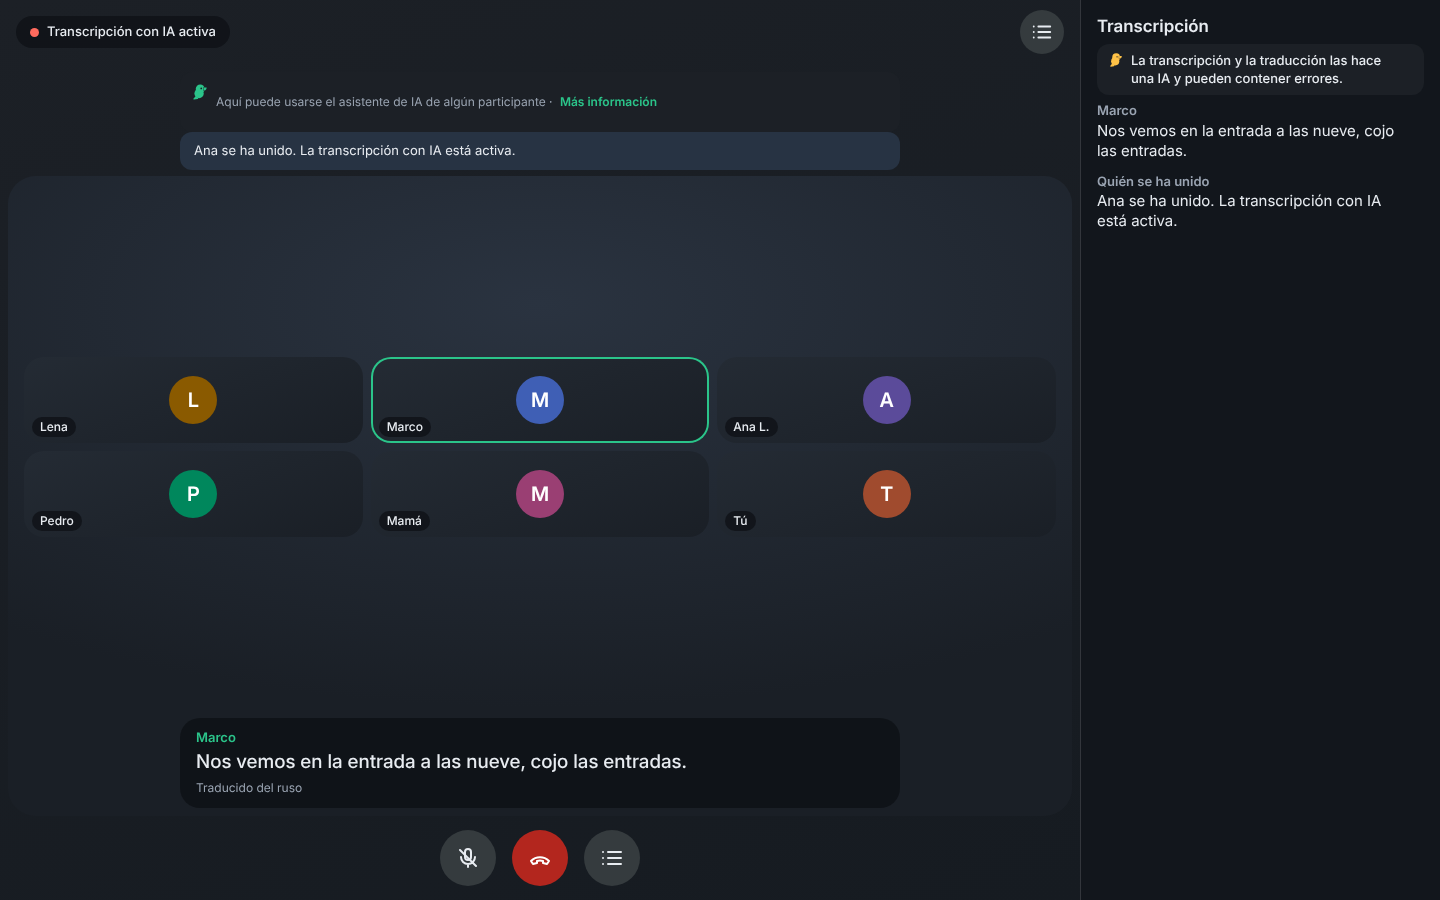 Transcripción con IA activa
Aquí puede usarse el asistente de IA de algún participante · Más información
Ana se ha unido. La transcripción con IA está activa.
L
Lena
M
Marco
A
Ana L.
P
Pedro
M
Mamá
T
Tú
Marco
Nos vemos en la entrada a las nueve, cojo las entradas.
Traducido del ruso
Transcripción
La transcripción y la traducción las hace
una IA y pueden contener errores.
Marco
Nos vemos en la entrada a las nueve, cojo
las entradas.
Quién se ha unido
Ana se ha unido. La transcripción con IA
está activa.